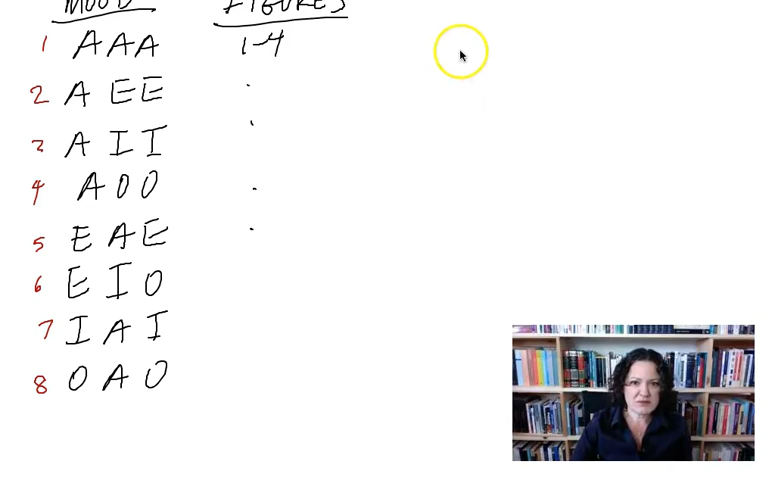 MOOD FIGURES
1 AAA 1-4
2 AEE
3 AII
4 AOO
5 EAE
6 EIO
7 IAI
8 OAO